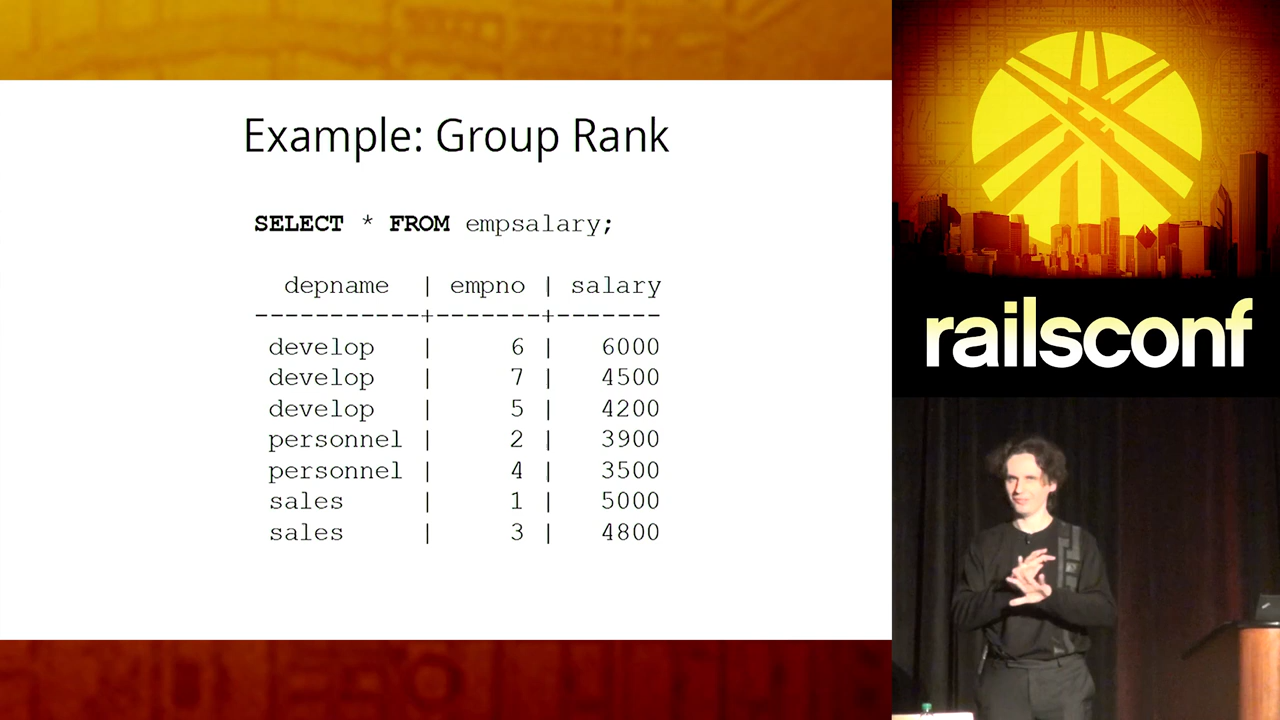 Example: Group Rank
SELECT * FROM empsalary;
depname | empno | salary
-----------+-------+-------
develop | 6 | 6000
develop | 7 | 4500
develop | 5 | 4200
personnel | 2 | 3900
personnel | 4 | 3500
sales | 1 | 5000
sales | 3 | 4800
railsconf